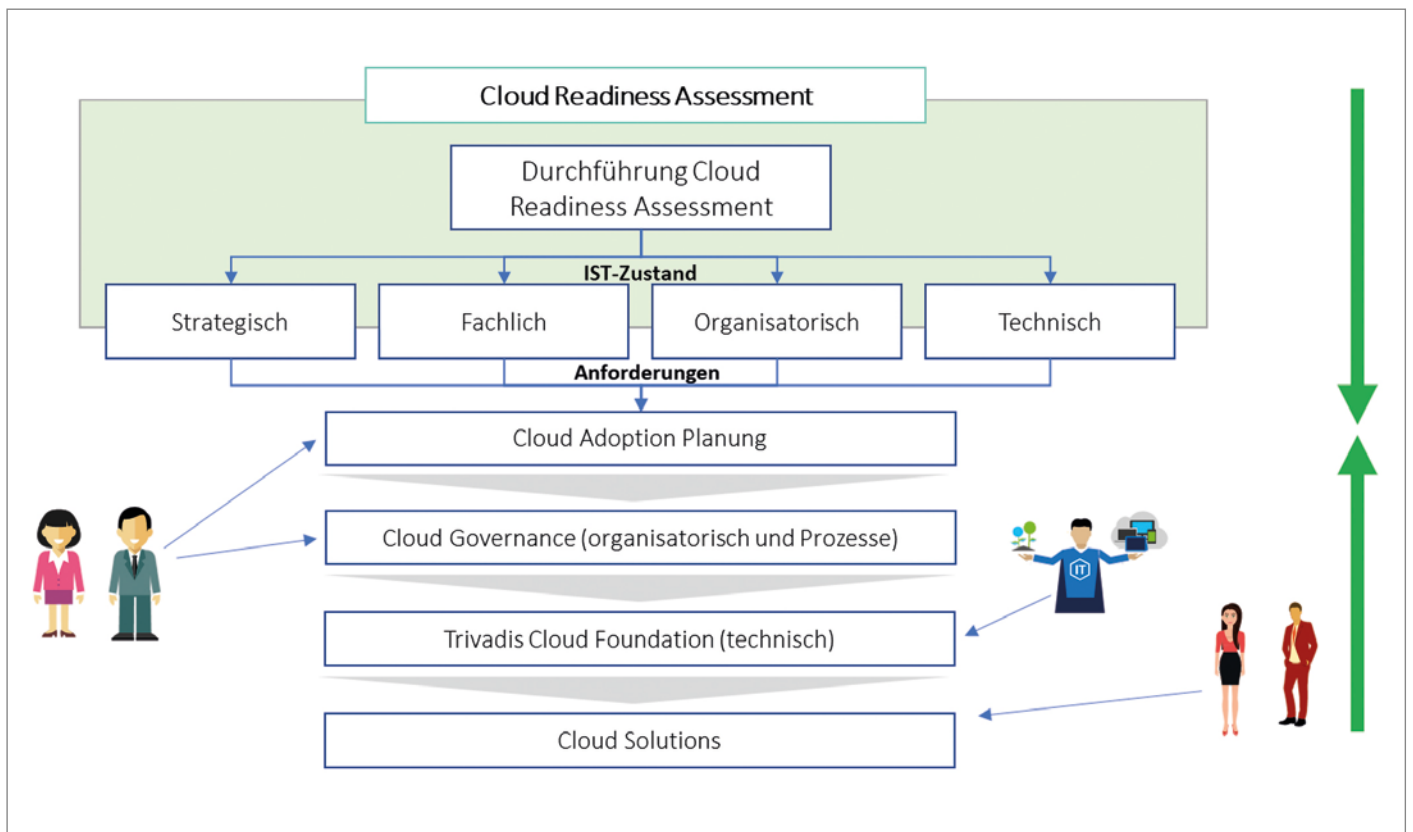 Cloud Readiness Assessment
Durchführung Cloud
Readiness Assessment
IST-Zustand
Strategisch
Fachlich
Organisatorisch
Technisch
Anforderungen
Cloud Adoption Planung
Cloud Governance (organisatorisch und Prozesse)
IT
Trivadis Cloud Foundation (technisch)
Cloud Solutions